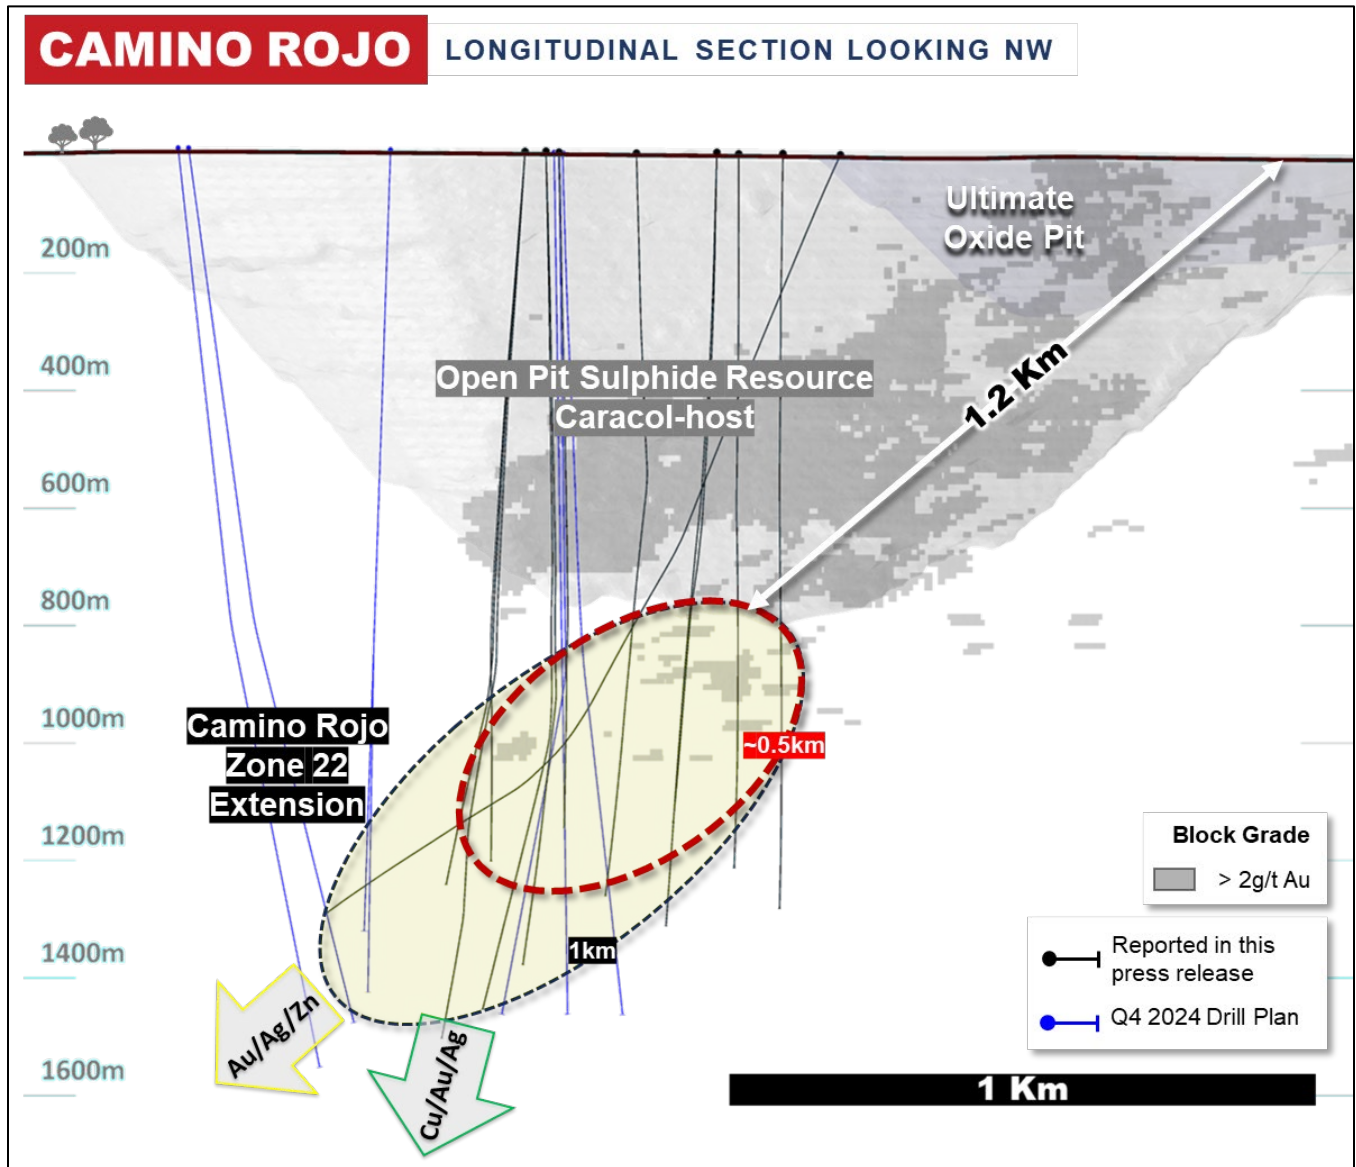 CAMINO ROJO
LONGITUDINAL SECTION LOOKING NW
Ultimate
Oxide Pit
200m
400m
Open Pit Sulphide Resource
Caracol-host
1.2 Km
600m
800m
1000m
Camino Rojo
Zone 22
Extension
~0.5km
1200m
Block Grade
> 2g/t Au
1400m
1km
Reported in this
press release
Q4 2024 Drill Plan
Au/Ag/Zn
Cu/Au/Ag
1600m
1 Km